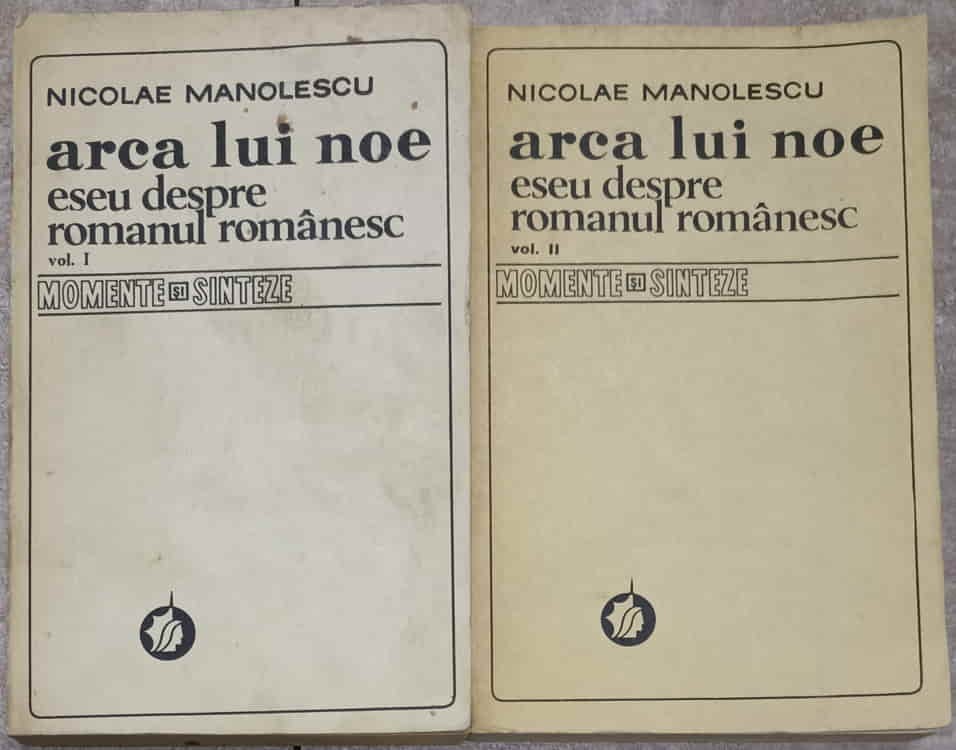 NICOLAE MANOLESCU
arca lui noe
eseu despre
romanul românesc
vol. I
MOMENTE ȘI SINTEZE
NICOLAE MANOLESCU
arca lui noe
eseu despre
romanul românesc
vol. II
MOMENTE ȘI SINTEZE